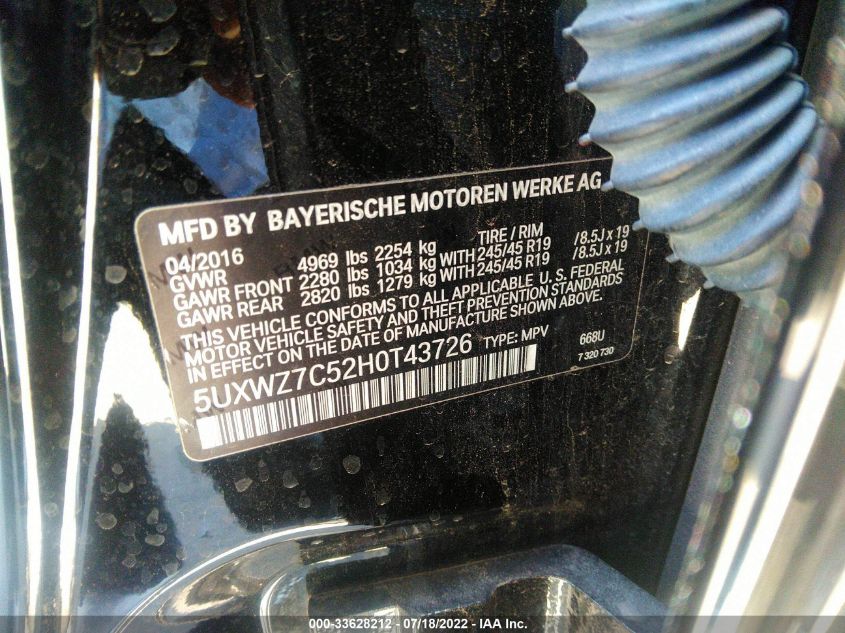 MFD BY BAYERISCHE MOTOREN WERKE AG
04/2016 TIRE / RIM
GVWR 4969 lbs 2254 kg
GAWR FRONT 2280 lbs 1034 kg WITH 245/45 R19 /8.5J x 19
GAWR REAR 2820 lbs 1279 kg WITH 245/45 R19 /8.5J x 19
THIS VEHICLE CONFORMS TO ALL APPLICABLE U.S. FEDERAL
MOTOR VEHICLE SAFETY AND THEFT PREVENTION STANDARDS
IN EFFECT ON THE DATE OF MANUFACTURE SHOWN ABOVE.
5UXWZ7C52H0T43726 TYPE: MPV 668U
7 320 730
000-33628212 - 07/18/2022 - IAA Inc.